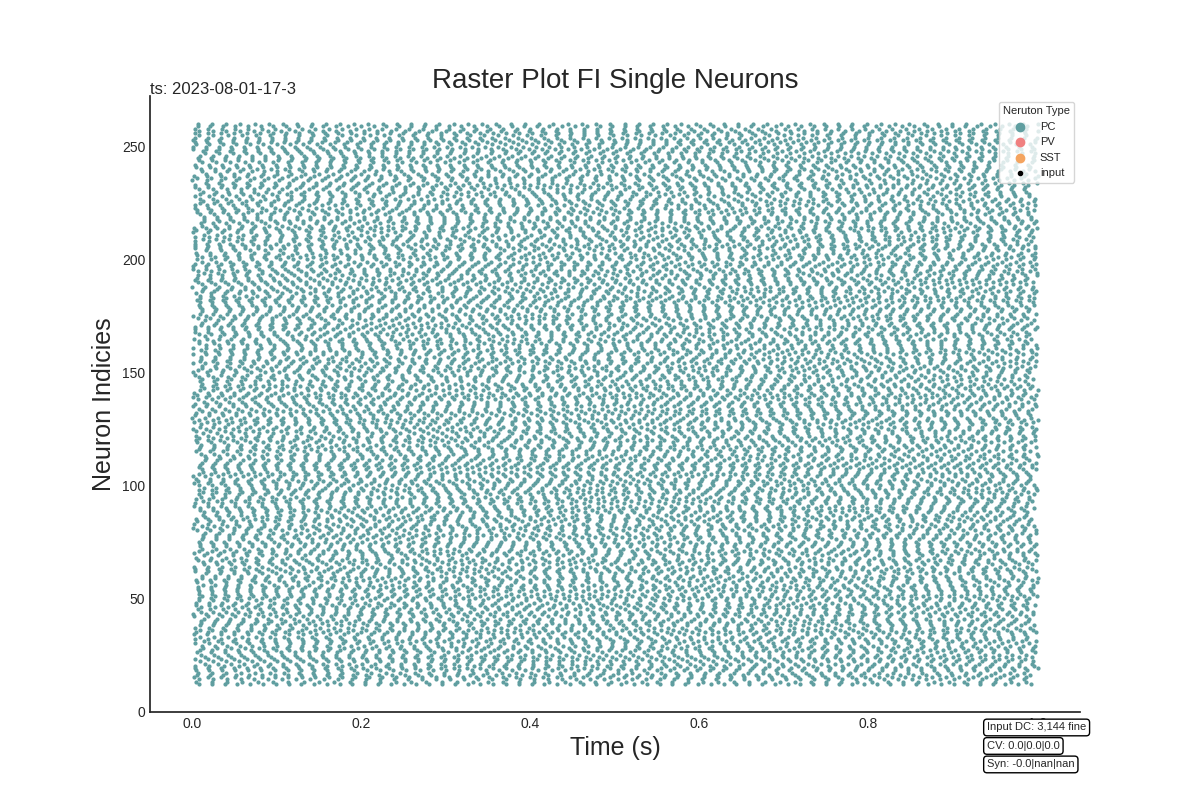 Raster Plot FI Single Neurons
ts: 2023-08-01-17-3
Neruton Type
PC
PV
SST
input
250
200
150
100
50
0
Neuron Indicies
0.0 0.2 0.4 0.6 0.8
Time (s)
Input DC: 3,144 fine
CV: 0.0|0.0|0.0
Syn: -0.0|nan|nan